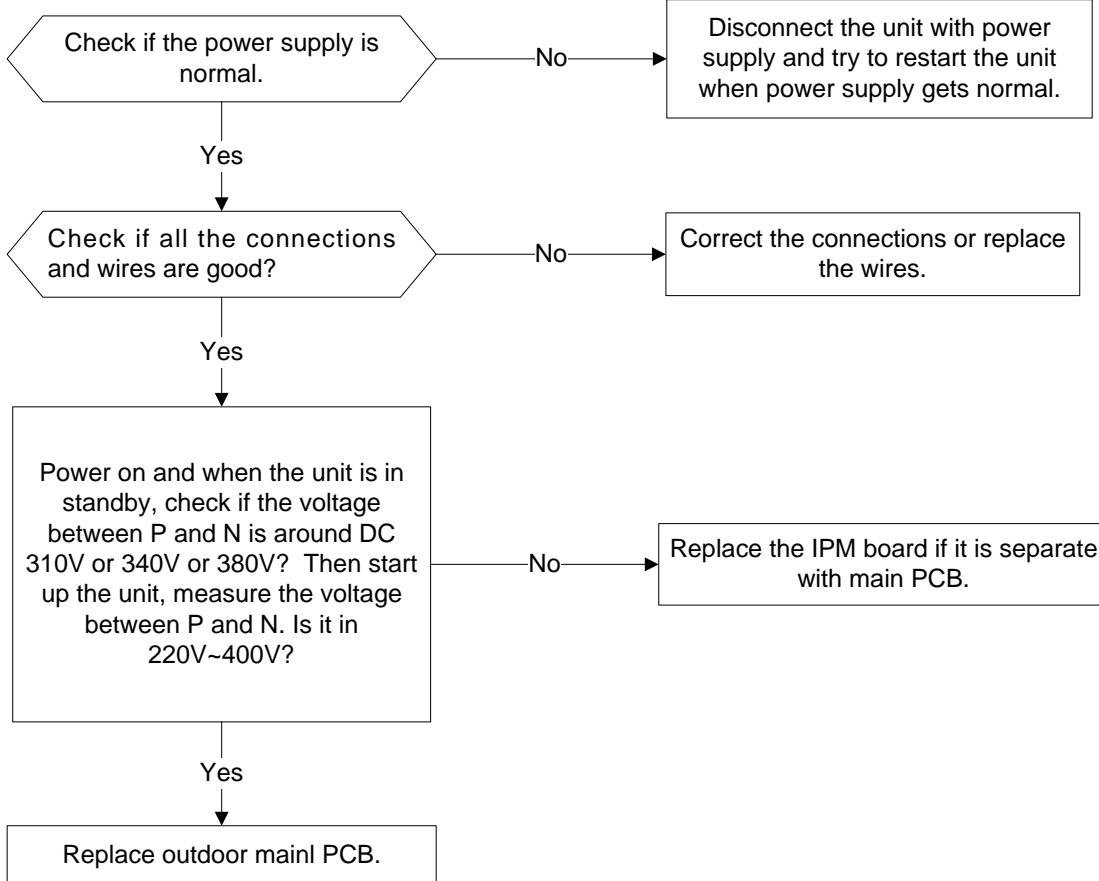 Check if the power supply is
normal.
No
Disconnect the unit with power
supply and try to restart the unit
when power supply gets normal.
Yes
Check if all the connections
and wires are good?
No
Correct the connections or replace
the wires.
Yes
Power on and when the unit is in
standby, check if the voltage
between P and N is around DC
310V or 340V or 380V? Then start
up the unit, measure the voltage
between P and N. Is it in
220V~400V?
No
Replace the IPM board if it is separate
with main PCB.
Yes
Replace outdoor mainl PCB.